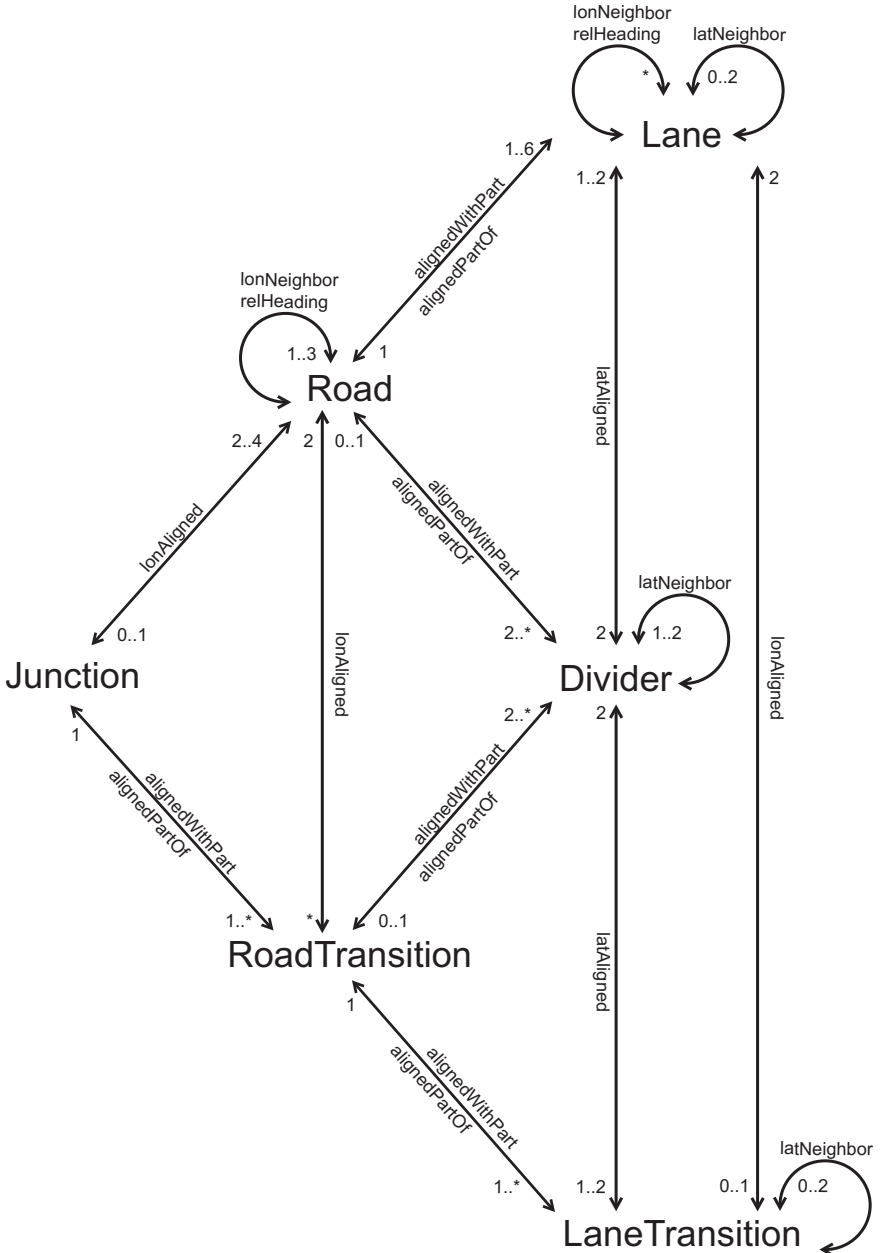 lonNeighbor
relHeading
latNeighbor
*
0..2
Lane
1..6
1..2
2
alignedWithPart
alignedPartOf
lonNeighbor
relHeading
1..3
1
Road
latAligned
2..4
2
0..1
lonAligned
alignedWithPart
alignedPartOf
latNeighbor
0..1
2..*
2
1..2
lonAligned
lonAligned
Junction
Divider
1
2..*
2
alignedWithPart
alignedPartOf
alignedWithPart
alignedPartOf
1..*
*
0..1
latAligned
RoadTransition
1
alignedWithPart
alignedPartOf
latNeighbor
1..*
1..2
0..1
0..2
LaneTransition